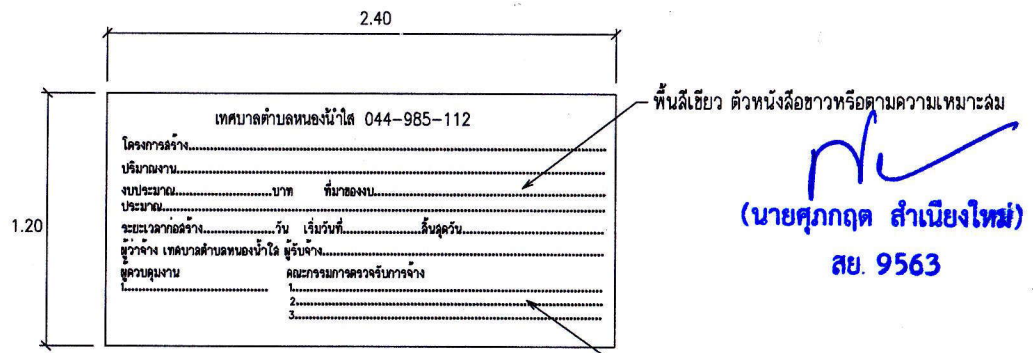 2.40
พื้นสีเขียว ตัวหนังสือขาวหรือตามความเหมาะสม
เทศบาลตำบลหนองน้ำใส 044-985-112
โครงการสร้าง........................................
ปริมาณงาน........................................
งบประมาณ....................บาท ที่มาของงบ........................................
ประมาณ........................................
ระยะเวลาก่อสร้าง....................วัน เริ่มวันที่....................สิ้นสุดวัน....................
ผู้ว่าจ้าง เทศบาลตำบลหนองน้ำใส ผู้รับจ้าง........................................
ผู้ควบคุมงาน คณะกรรมการตรวจรับการจ้าง
1.................... 1........................................
2........................................
3........................................
1.20
(นายศุภกฤต สำเนียงใหม่)
สย. 9563